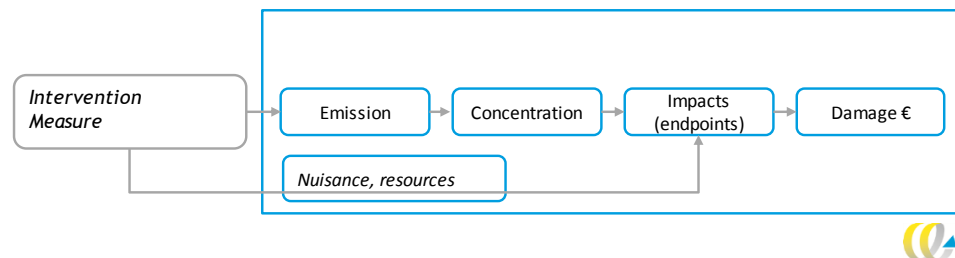 Intervention
Measure
Emission
Concentration
Impacts
(endpoints)
Damage €
Nuisance, resources